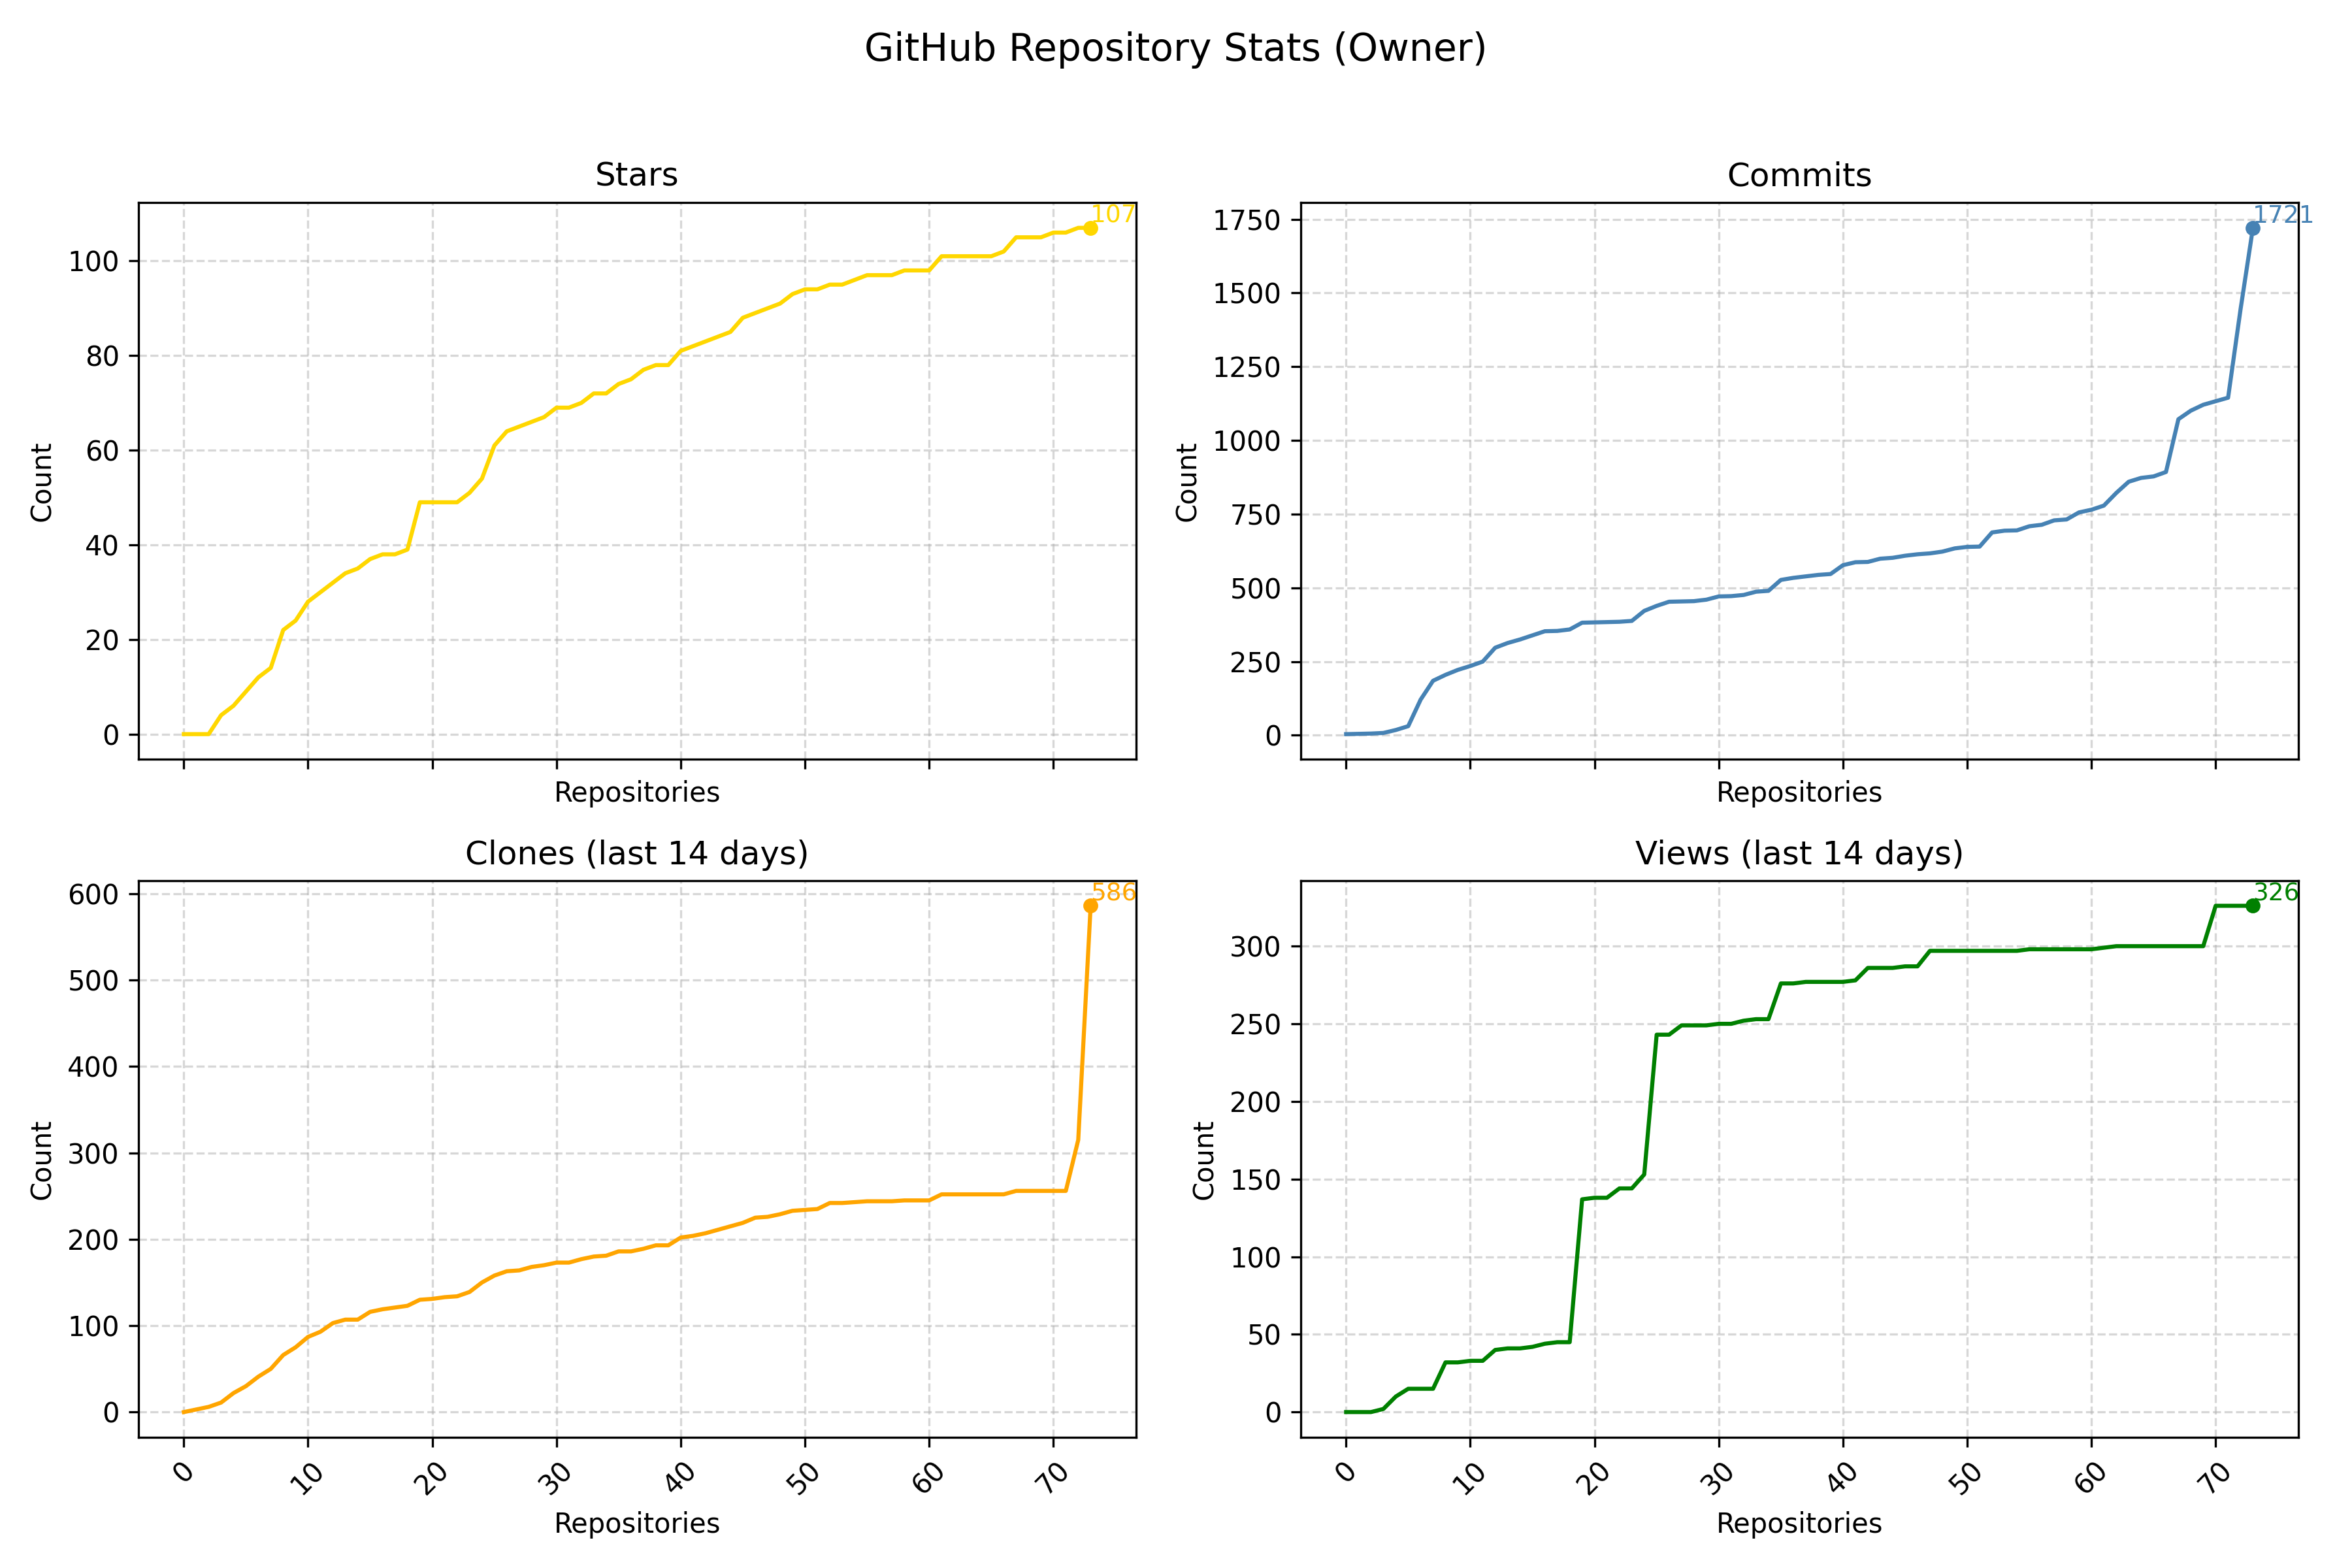 GitHub Repository Stats (Owner)
Stars
107
100
80
60
40
20
0
Count
Repositories
Commits
1721
1750
1500
1250
1000
750
500
250
0
Count
Repositories
Clones (last 14 days)
586
600
500
400
300
200
100
0
Count
0 10 20 30 40 50 60 70
Repositories
Views (last 14 days)
326
300
250
200
150
100
50
0
Count
0 10 20 30 40 50 60 70
Repositories